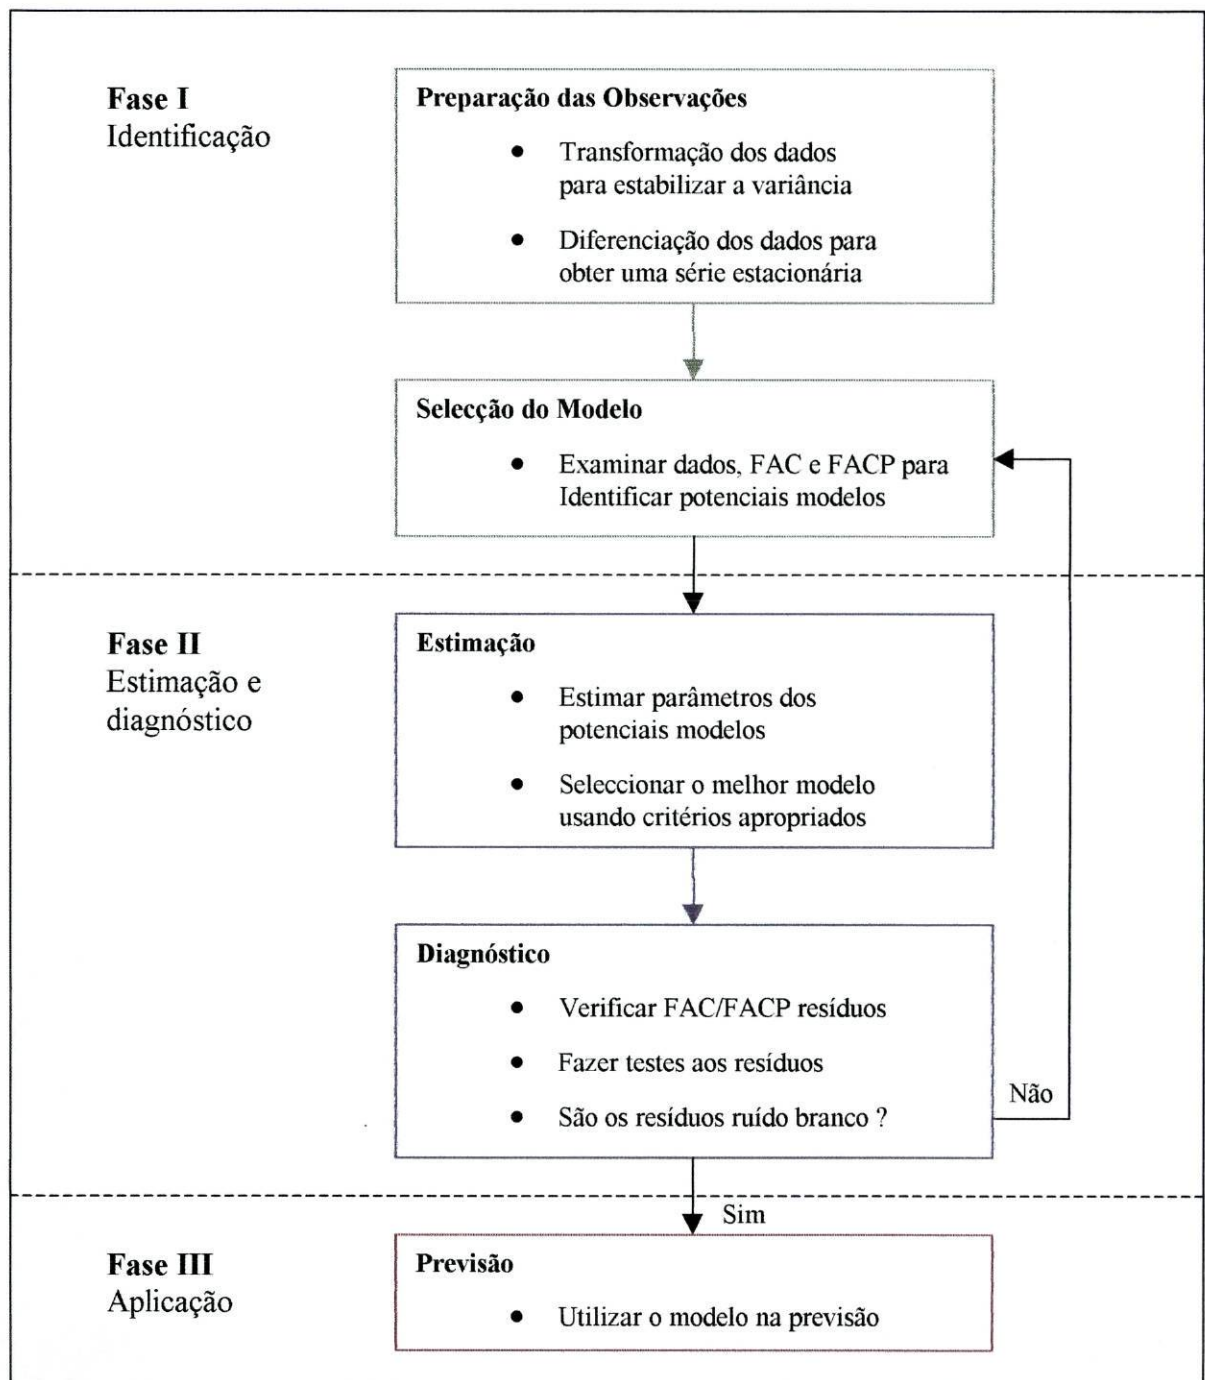 Fase I
Identificação
Preparação das Observações
• Transformação dos dados
para estabilizar a variância
• Diferenciação dos dados para
obter uma série estacionária
Selecção do Modelo
• Examinar dados, FAC e FACP para
Identificar potenciais modelos
Fase II
Estimação e
diagnóstico
Estimação
• Estimar parâmetros dos
potenciais modelos
• Seleccionar o melhor modelo
usando critérios apropriados
Diagnóstico
• Verificar FAC/FACP resíduos
• Fazer testes aos resíduos
• São os resíduos ruído branco ?
Não
Sim
Fase III
Aplicação
Previsão
• Utilizar o modelo na previsão